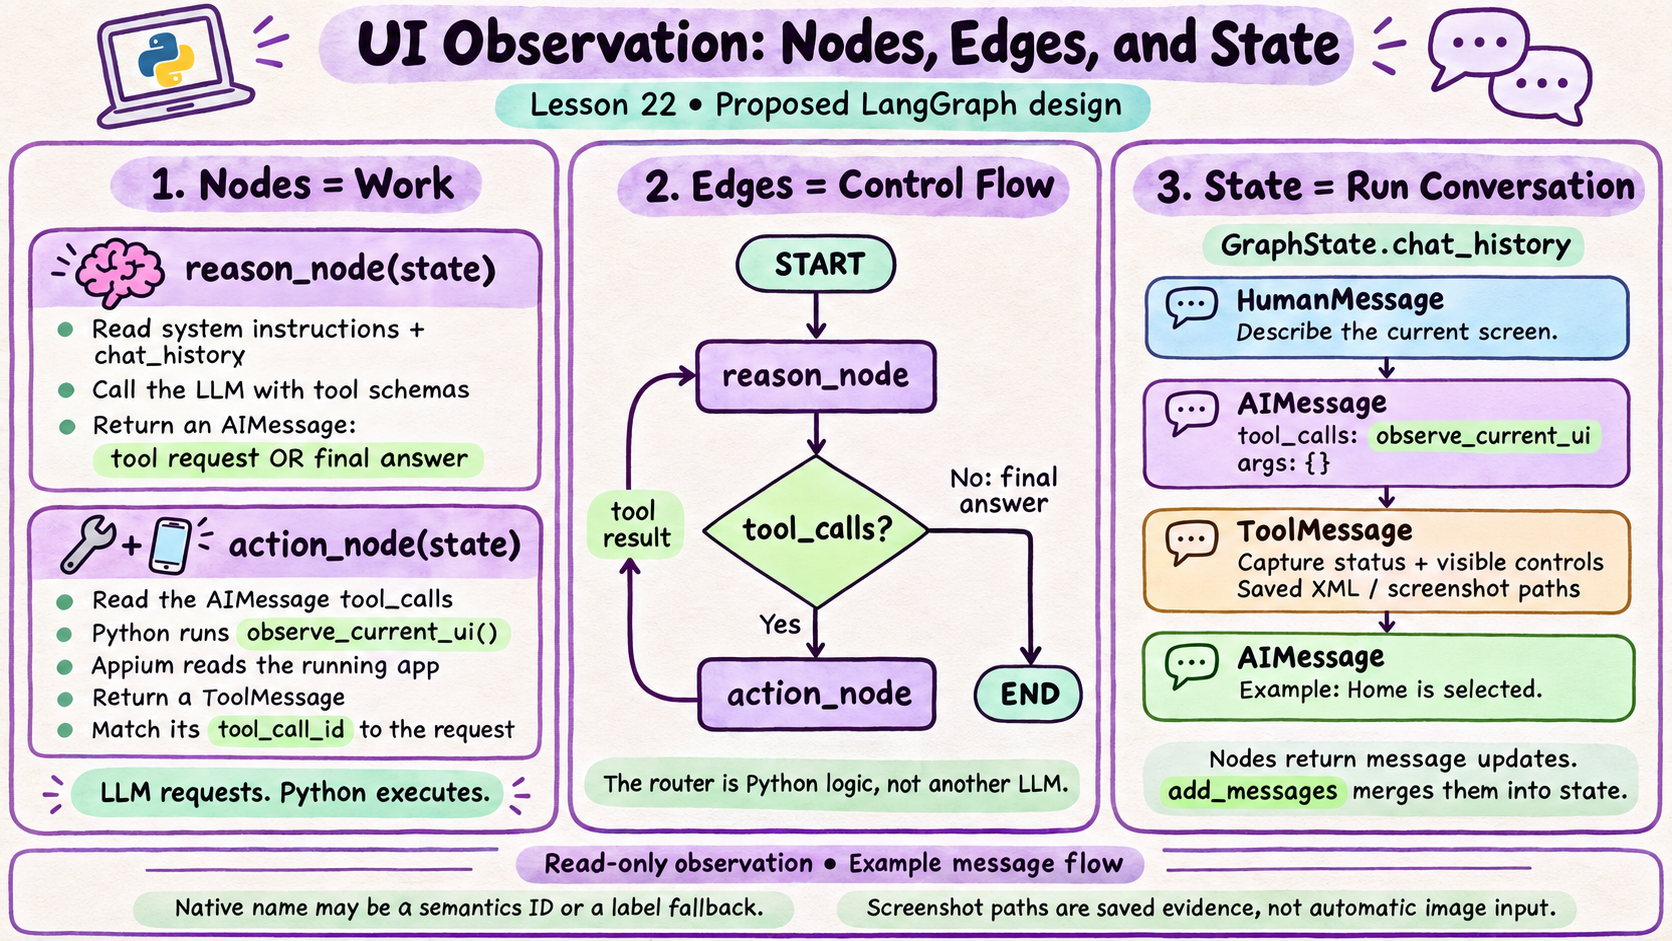 UI Observation: Nodes, Edges, and State
Lesson 22 • Proposed LangGraph design
1. Nodes = Work
reason_node(state)
Read system instructions +
chat_history
Call the LLM with tool schemas
Return an AIMessage:
tool request OR final answer
action_node(state)
Read the AIMessage tool_calls
Python runs observe_current_ui()
Appium reads the running app
Return a ToolMessage
Match its tool_call_id to the request
LLM requests. Python executes.
2. Edges = Control Flow
START
reason_node
tool_calls?
No: final
answer
tool
result
Yes
action_node
END
The router is Python logic, not another LLM.
3. State = Run Conversation
GraphState.chat_history
HumanMessage
Describe the current screen.
AIMessage
tool_calls: observe_current_ui
args: {}
ToolMessage
Capture status + visible controls
Saved XML / screenshot paths
AIMessage
Example: Home is selected.
Nodes return message updates.
add_messages merges them into state.
Read-only observation • Example message flow
Native name may be a semantics ID or a label fallback.
Screenshot paths are saved evidence, not automatic image input.